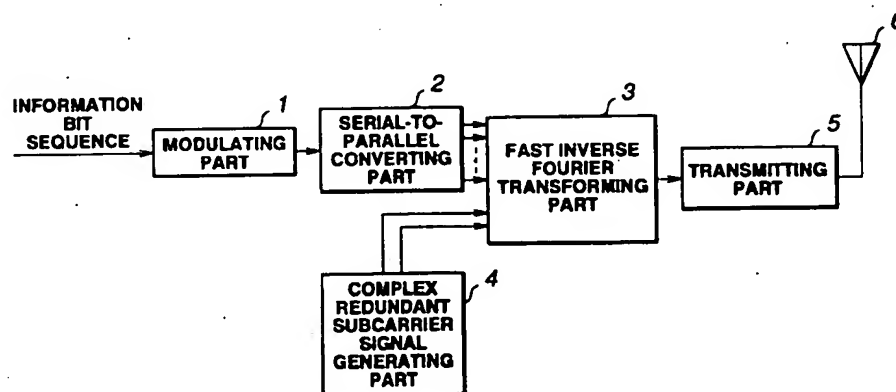 INFORMATION
BIT
SEQUENCE
1
MODULATING
PART
2
SERIAL-TO-
PARALLEL
CONVERTING
PART
3
FAST INVERSE
FOURIER
TRANSFORMING
PART
5
TRANSMITTING
PART
6
4
COMPLEX
REDUNDANT
SUBCARRIER
SIGNAL
GENERATING
PART